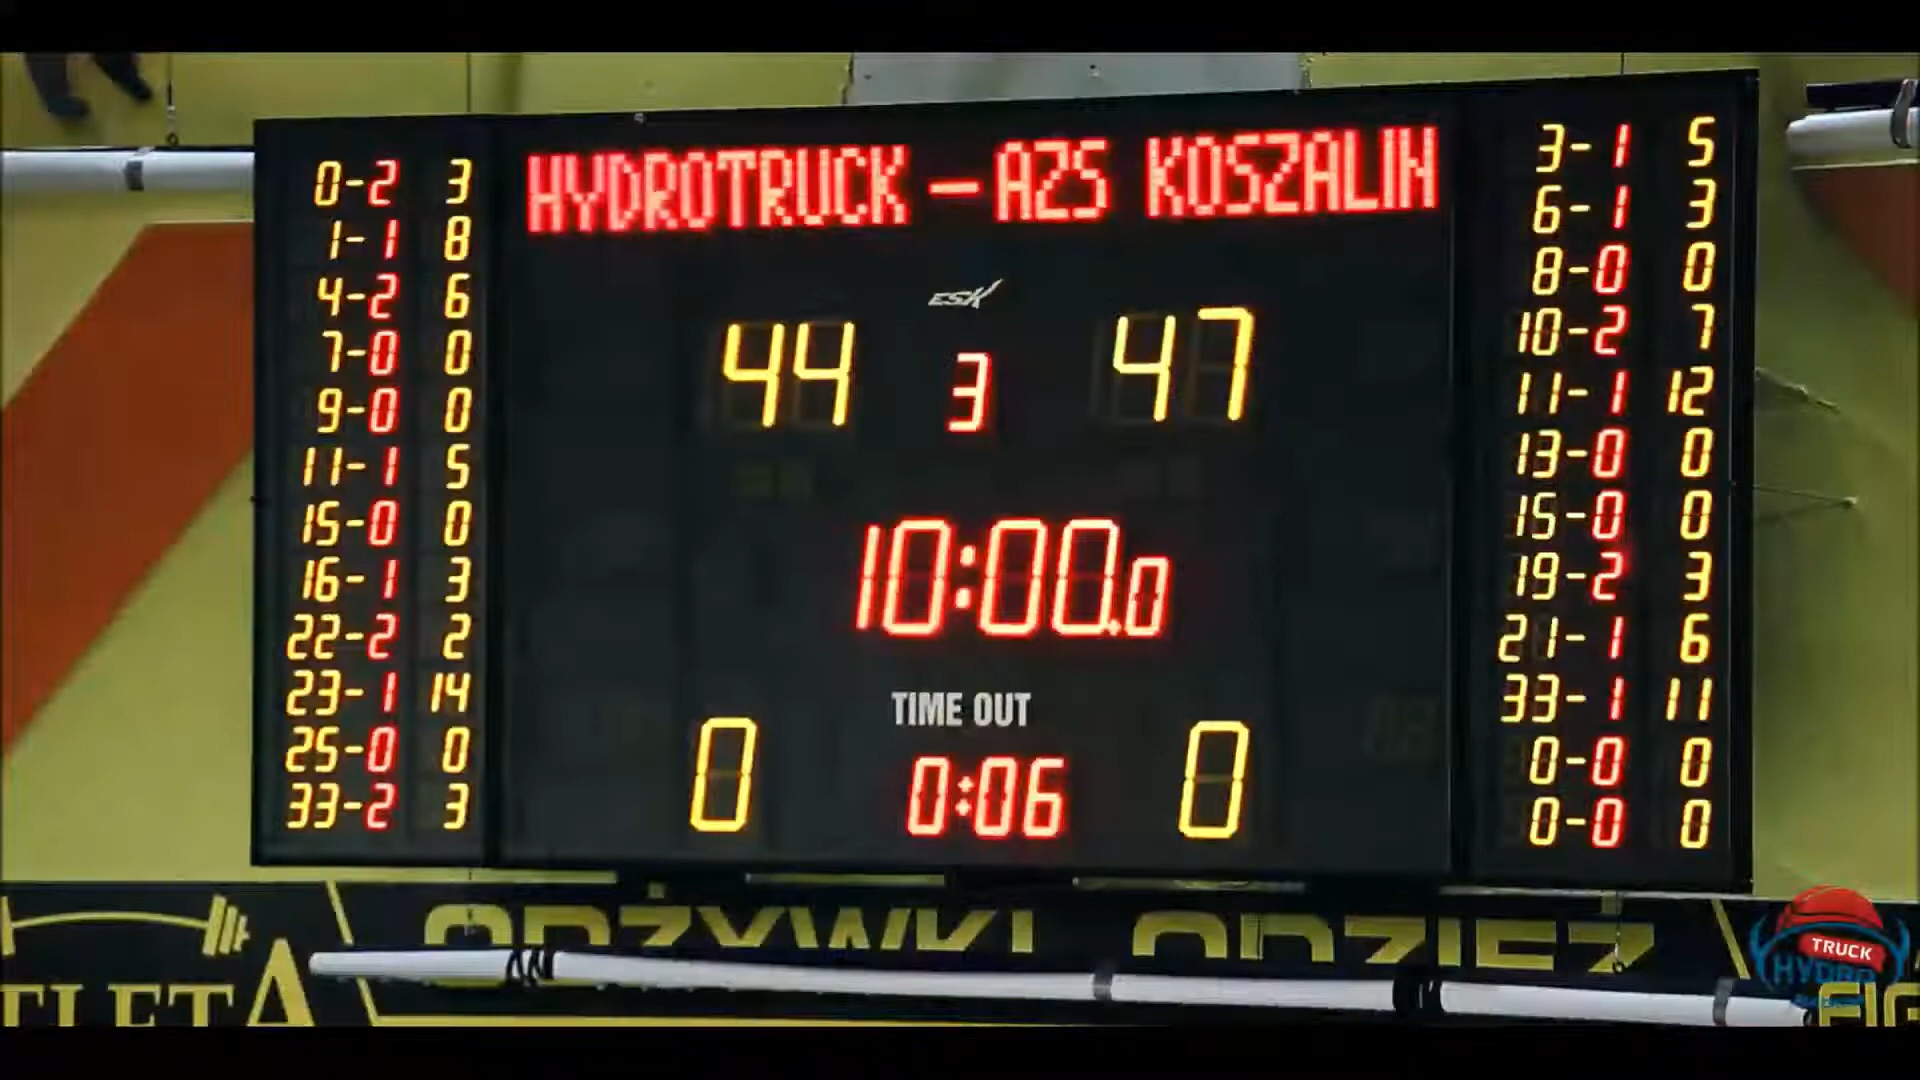 HYDROTRUCK - AZS KOSZALIN
0-2 3
1-1 8
4-2 6
7-0 0
9-0 0
11-1 5
15-0 0
16-1 3
22-2 2
23-1 14
25-0 0
33-2 3
ESK
44 3 47
10:00.0
TIME OUT
0 0:06 0
3-1 5
6-1 3
8-0 0
10-2 7
11-1 12
13-0 0
15-0 0
19-2 3
21-1 6
33-1 11
0-0 0
0-0 0
ODŻYWKI ODZIEŻ
TLETA
TRUCK
HYDRO